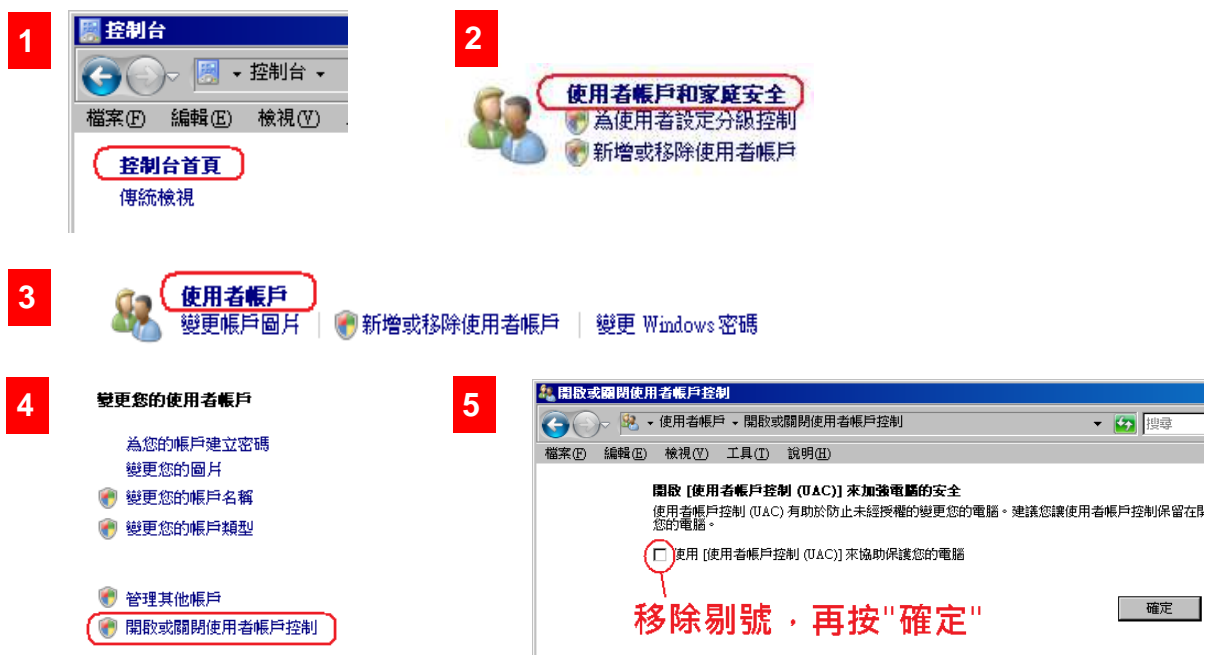 1
控制台
控制台
檔案(F) 編輯(E) 檢視(V)
控制台首頁
傳統檢視
2
使用者帳戶和家庭安全
為使用者設定分級控制
新增或移除使用者帳戶
3
使用者帳戶
變更帳戶圖片 新增或移除使用者帳戶 變更 Windows 密碼
4
變更您的使用者帳戶
為您的帳戶建立密碼
變更您的圖片
變更您的帳戶名稱
變更您的帳戶類型
管理其他帳戶
開啟或關閉使用者帳戶控制
5
開啟或關閉使用者帳戶控制
使用者帳戶 開啟或關閉使用者帳戶控制 搜尋
檔案(F) 編輯(E) 檢視(V) 工具(T) 說明(H)
開啟 [使用者帳戶控制 (UAC)] 來加強電腦的安全
使用者帳戶控制 (UAC) 有助於防止未經授權的變更您的電腦。建議您讓使用者帳戶控制保留在開
您的電腦。
使用 [使用者帳戶控制 (UAC)] 來協助保護您的電腦
移除剔號，再按"確定"
確定